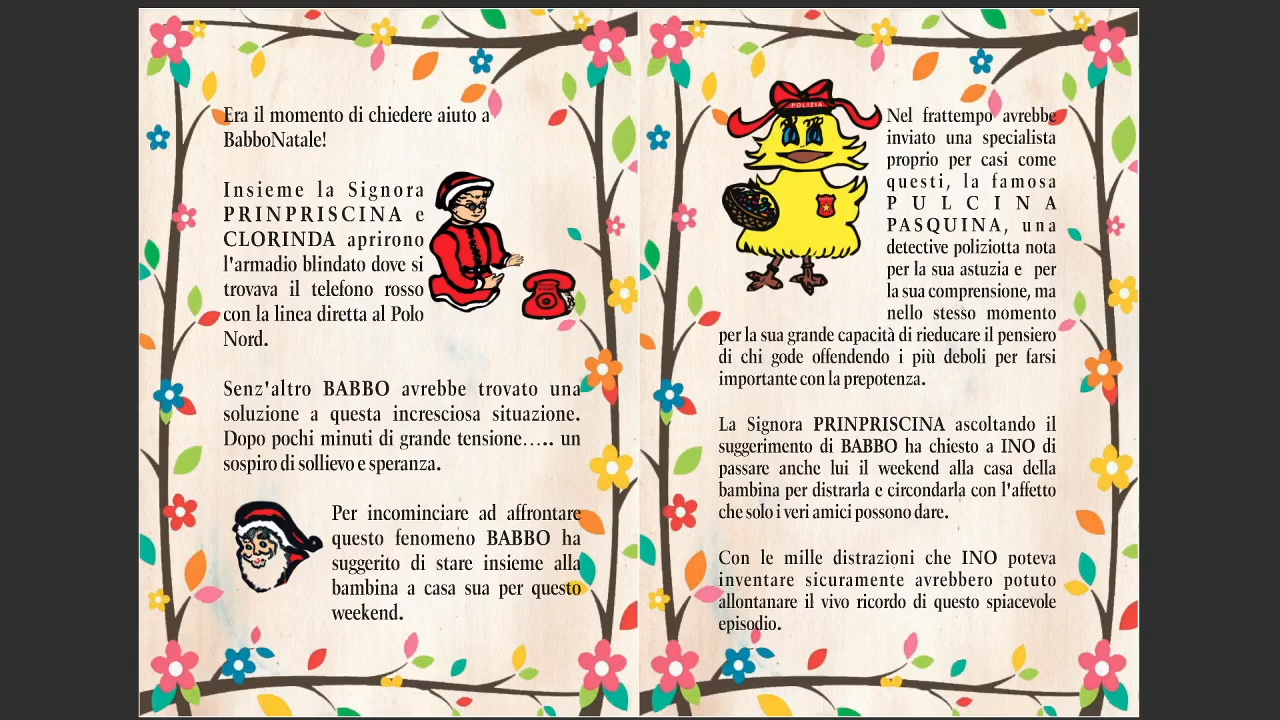 Era il momento di chiedere aiuto a
BabboNatale!
Insieme la Signora
PRINPRISCINA e
CLORINDA aprirono
l'armadio blindato dove si
trovava il telefono rosso
con la linea diretta al Polo
Nord.
Senz'altro BABBO avrebbe trovato una
soluzione a questa incresciosa situazione.
Dopo pochi minuti di grande tensione….. un
sospiro di sollievo e speranza.
Per incominciare ad affrontare
questo fenomeno BABBO ha
suggerito di stare insieme alla
bambina a casa sua per questo
weekend.
POLIZIA
Nel frattempo avrebbe
inviato una specialista
proprio per casi come
questi, la famosa
PULCINA
PASQUINA, una
detective poliziotta nota
per la sua astuzia e per
la sua comprensione, ma
nello stesso momento
per la sua grande capacità di rieducare il pensiero
di chi gode offendendo i più deboli per farsi
importante con la prepotenza.
La Signora PRINPRISCINA ascoltando il
suggerimento di BABBO ha chiesto a INO di
passare anche lui il weekend alla casa della
bambina per distrarla e circondarla con l'affetto
che solo i veri amici possono dare.
Con le mille distrazioni che INO poteva
inventare sicuramente avrebbero potuto
allontanare il vivo ricordo di questo spiacevole
episodio.